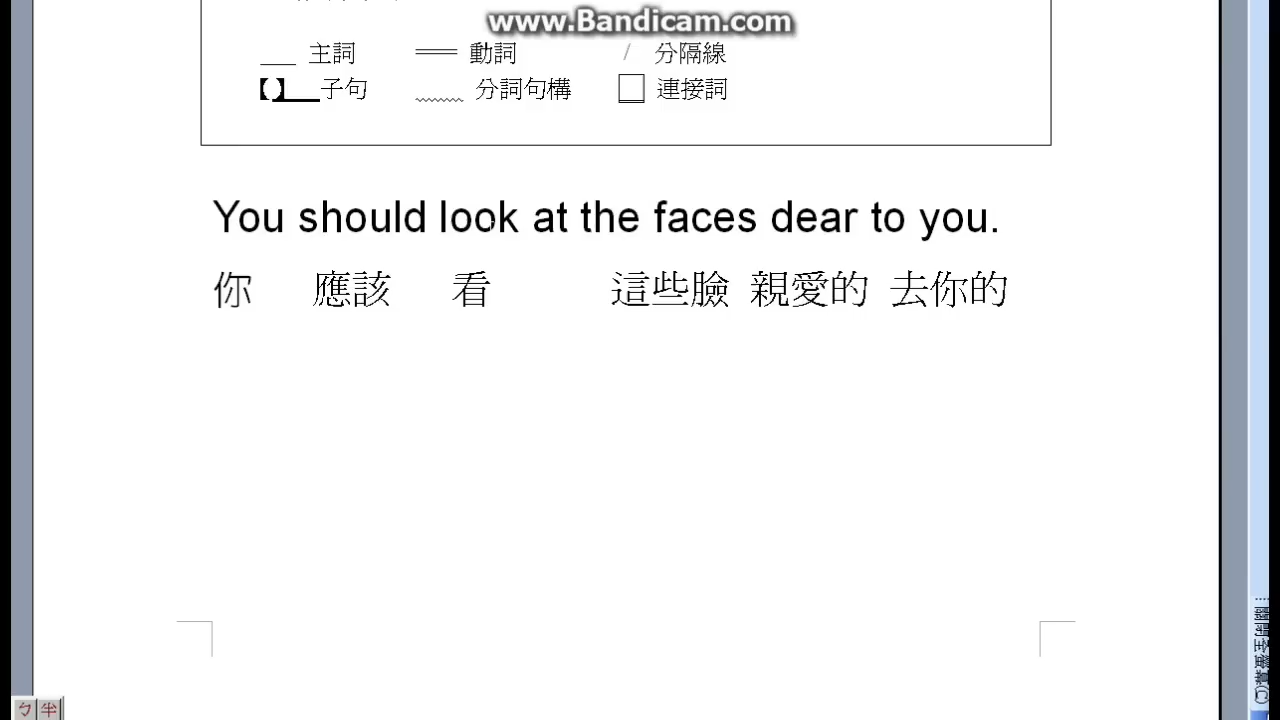 www.Bandicam.com
主詞 動詞 / 分隔線
【】子句 分詞句構 連接詞
You should look at the faces dear to you.
你 應該 看 這些臉 親愛的 去你的
ㄅ 半